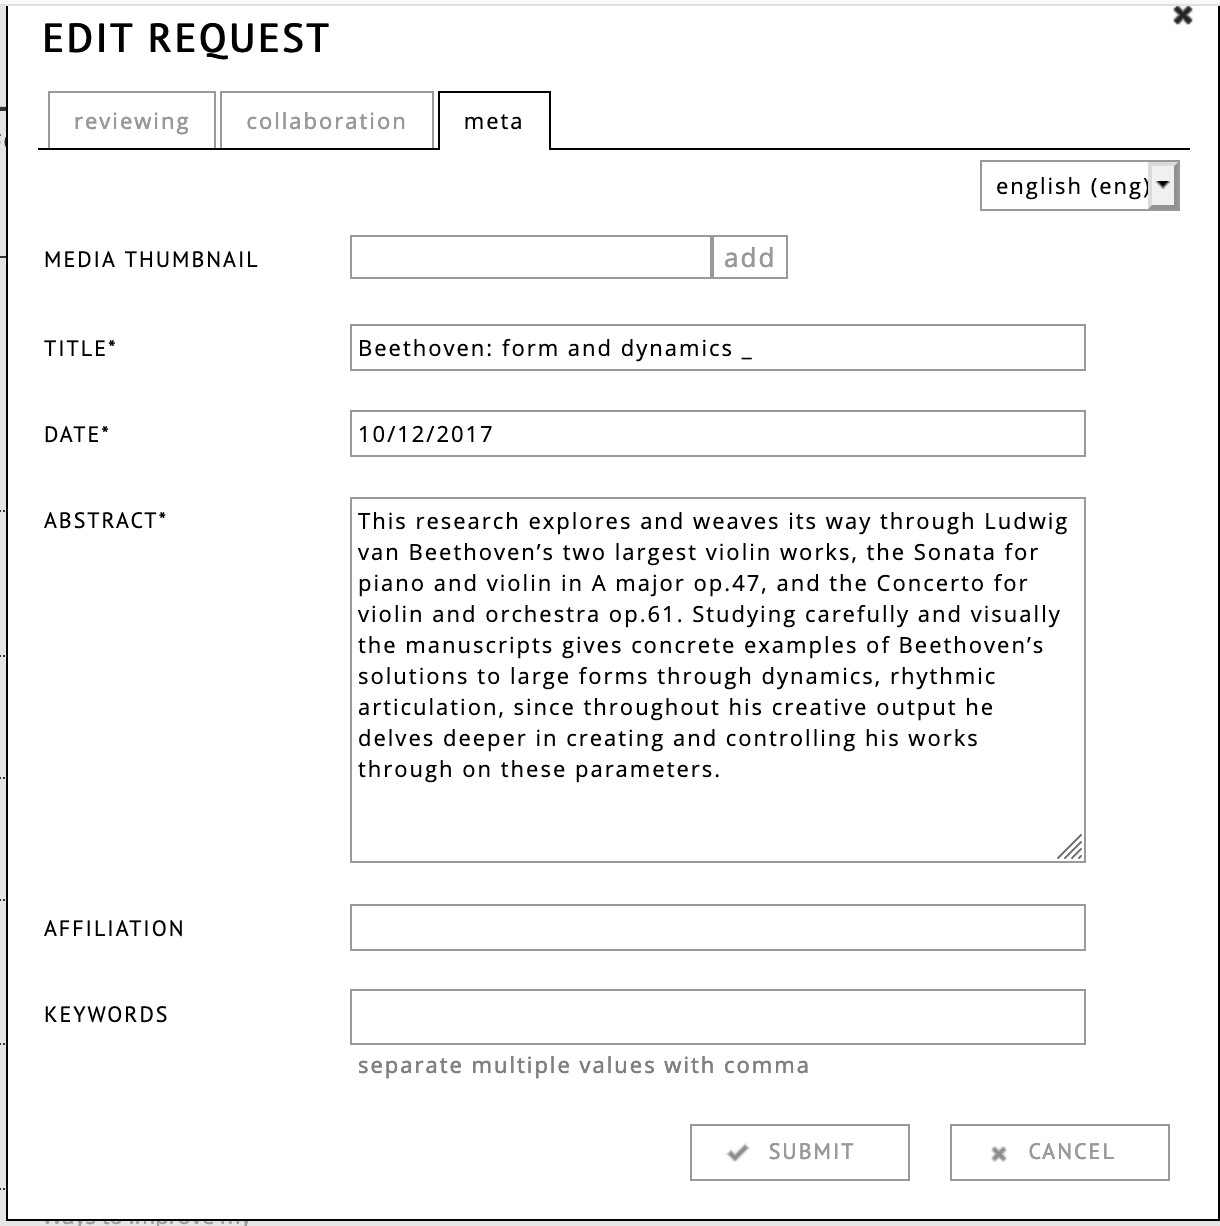 EDIT REQUEST
reviewing
collaboration
meta
english (eng)
MEDIA THUMBNAIL
add
TITLE*
Beethoven: form and dynamics _
DATE*
10/12/2017
ABSTRACT*
This research explores and weaves its way through Ludwig
van Beethoven’s two largest violin works, the Sonata for
piano and violin in A major op.47, and the Concerto for
violin and orchestra op.61. Studying carefully and visually
the manuscripts gives concrete examples of Beethoven’s
solutions to large forms through dynamics, rhythmic
articulation, since throughout his creative output he
delves deeper in creating and controlling his works
through on these parameters.
AFFILIATION
KEYWORDS
separate multiple values with comma
SUBMIT
CANCEL
Ways to improve my